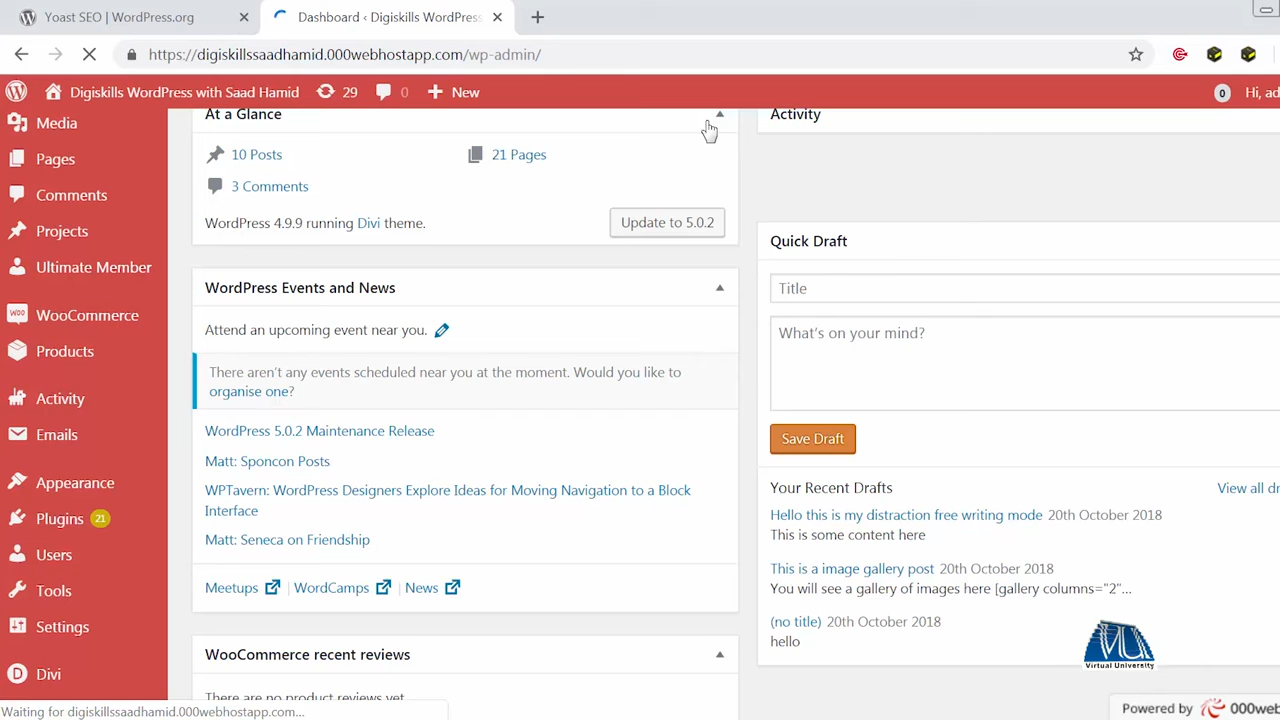 Yoast SEO | WordPress.org
Dashboard ‹ Digiskills WordPress
https://digiskillssaadhamid.000webhostapp.com/wp-admin/
Digiskills WordPress with Saad Hamid
29
0
New
0
Hi, ad
Media
Pages
Comments
Projects
Ultimate Member
WooCommerce
Products
Activity
Emails
Appearance
Plugins 21
Users
Tools
Settings
Divi
At a Glance
10 Posts
21 Pages
3 Comments
WordPress 4.9.9 running Divi theme.
Update to 5.0.2
WordPress Events and News
Attend an upcoming event near you.
There aren't any events scheduled near you at the moment. Would you like to
organise one?
WordPress 5.0.2 Maintenance Release
Matt: Sponcon Posts
WPTavern: WordPress Designers Explore Ideas for Moving Navigation to a Block
Interface
Matt: Seneca on Friendship
Meetups | WordCamps | News
WooCommerce recent reviews
There are no product reviews yet
Activity
Quick Draft
Title
What's on your mind?
Save Draft
Your Recent Drafts
View all dr
Hello this is my distraction free writing mode 20th October 2018
This is some content here
This is a image gallery post 20th October 2018
You will see a gallery of images here [gallery columns="2"…
(no title) 20th October 2018
hello
VU
Virtual University
Waiting for digiskillssaadhamid.000webhostapp.com...
Powered by 000web